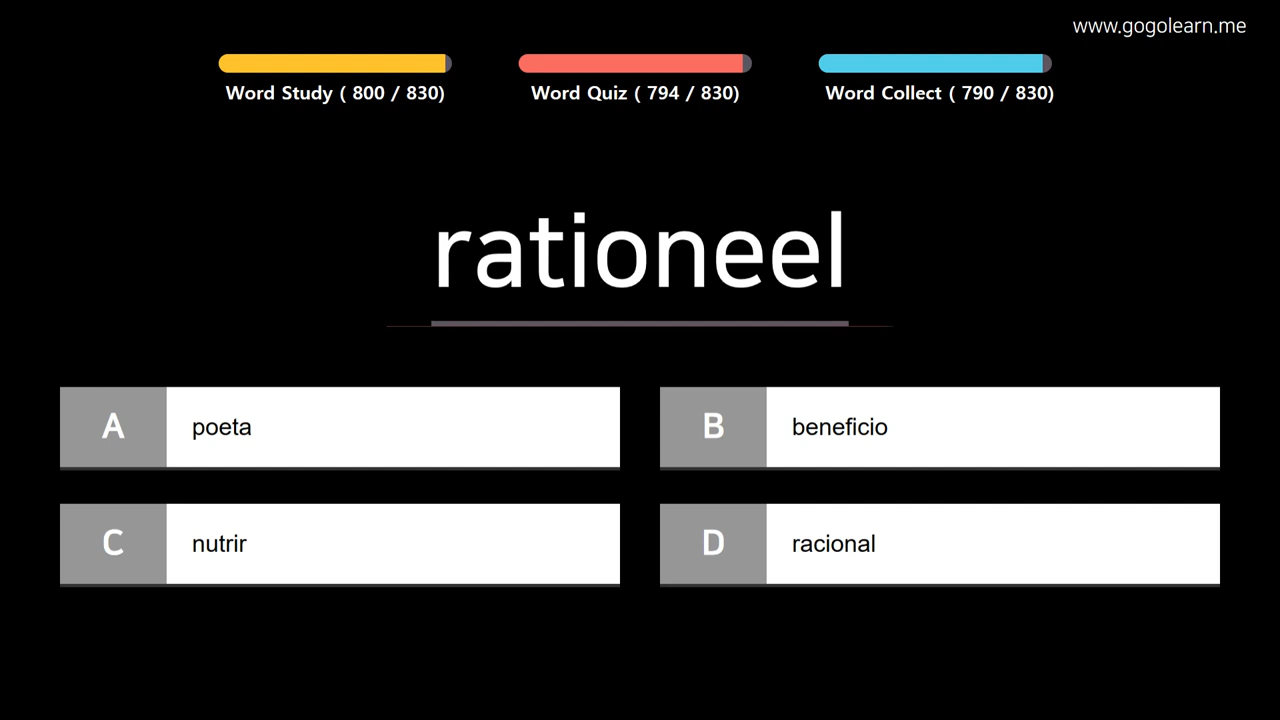 www.gogolearn.me
Word Study ( 800 / 830)
Word Quiz ( 794 / 830)
Word Collect ( 790 / 830)
rationeel
A poeta
B beneficio
C nutrir
D racional